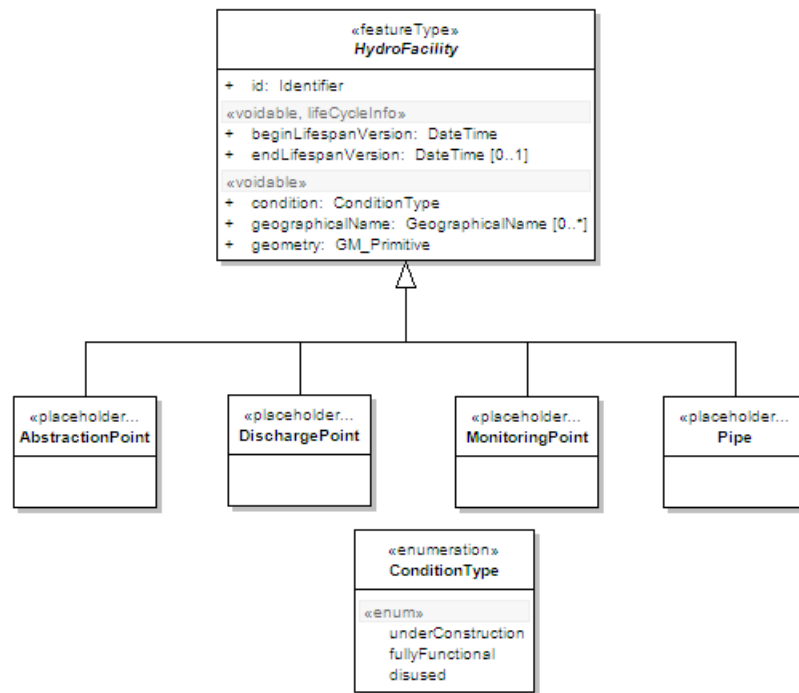 «featureType»
HydroFacility
+ id: Identifier
«voidable, lifeCycleInfo»
+ beginLifespanVersion: DateTime
+ endLifespanVersion: DateTime [0..1]
«voidable»
+ condition: ConditionType
+ geographicalName: GeographicalName [0..*]
+ geometry: GM_Primitive
«placeholder...
AbstractionPoint
«placeholder...
DischargePoint
«placeholder...
MonitoringPoint
«placeholder...
Pipe
«enumeration»
ConditionType
«enum»
underConstruction
fullyFunctional
disused